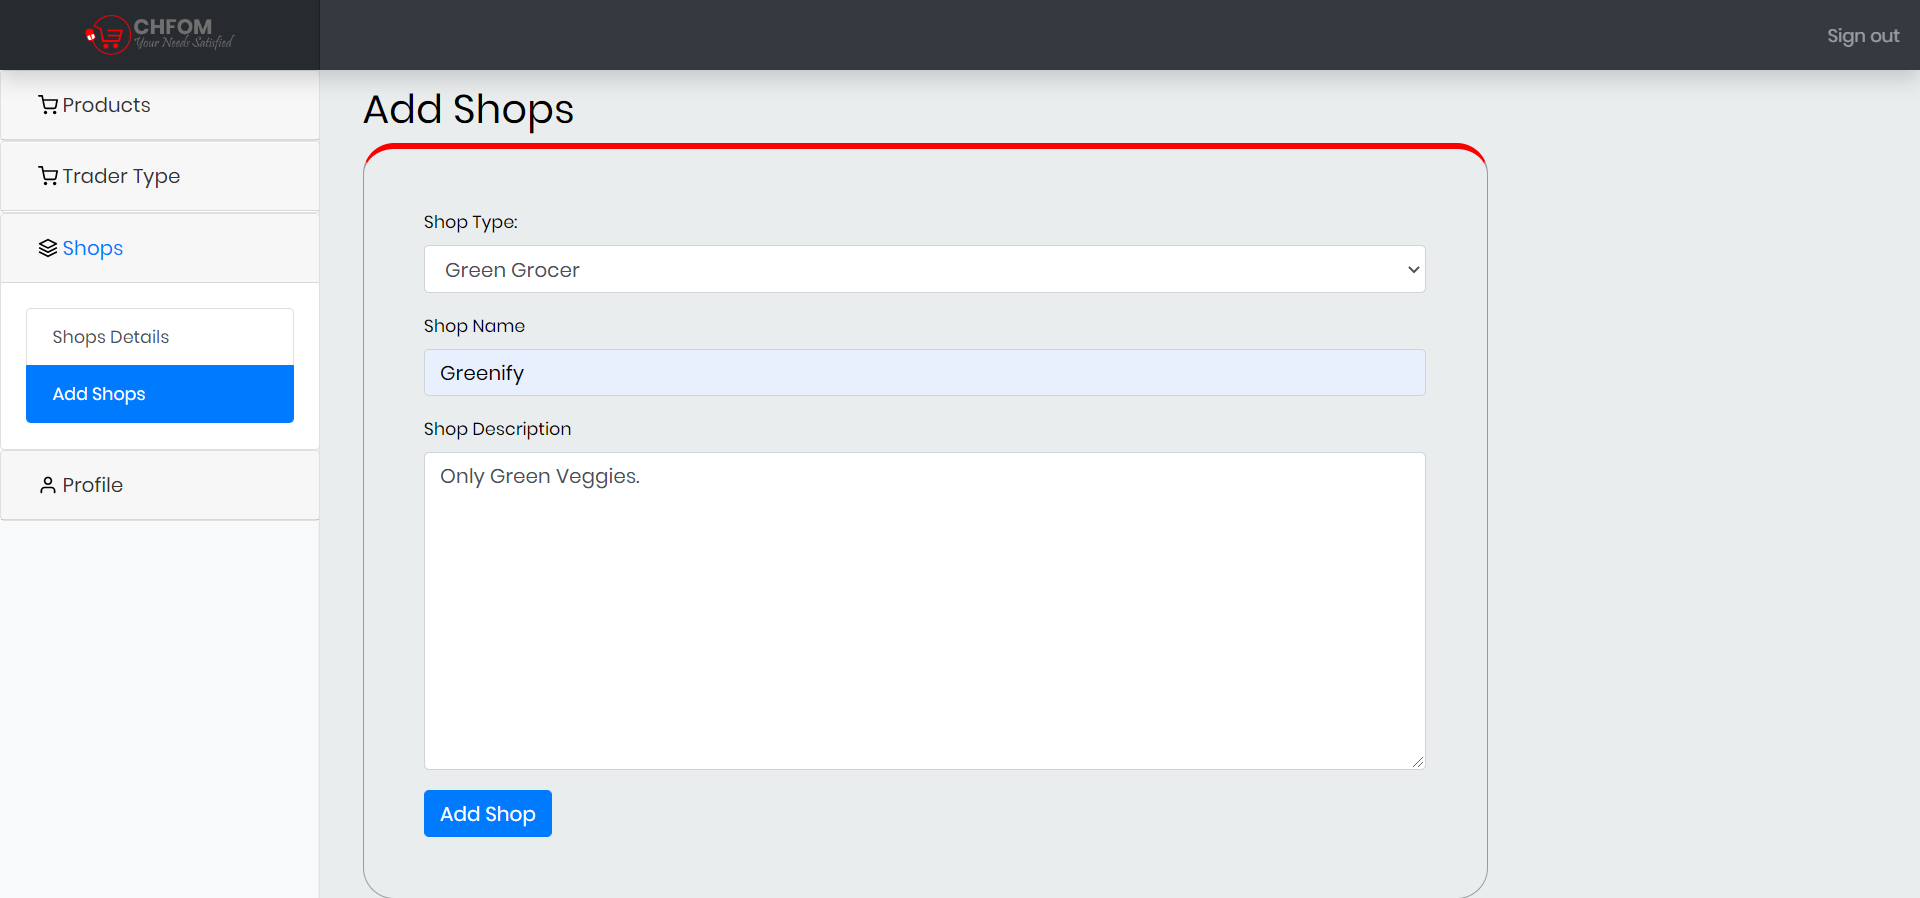 CHFOM
Your Needs Satisfied
Sign out
Products
Trader Type
Shops
Shops Details
Add Shops
Profile
Add Shops
Shop Type:
Green Grocer
Shop Name
Greenify
Shop Description
Only Green Veggies.
Add Shop